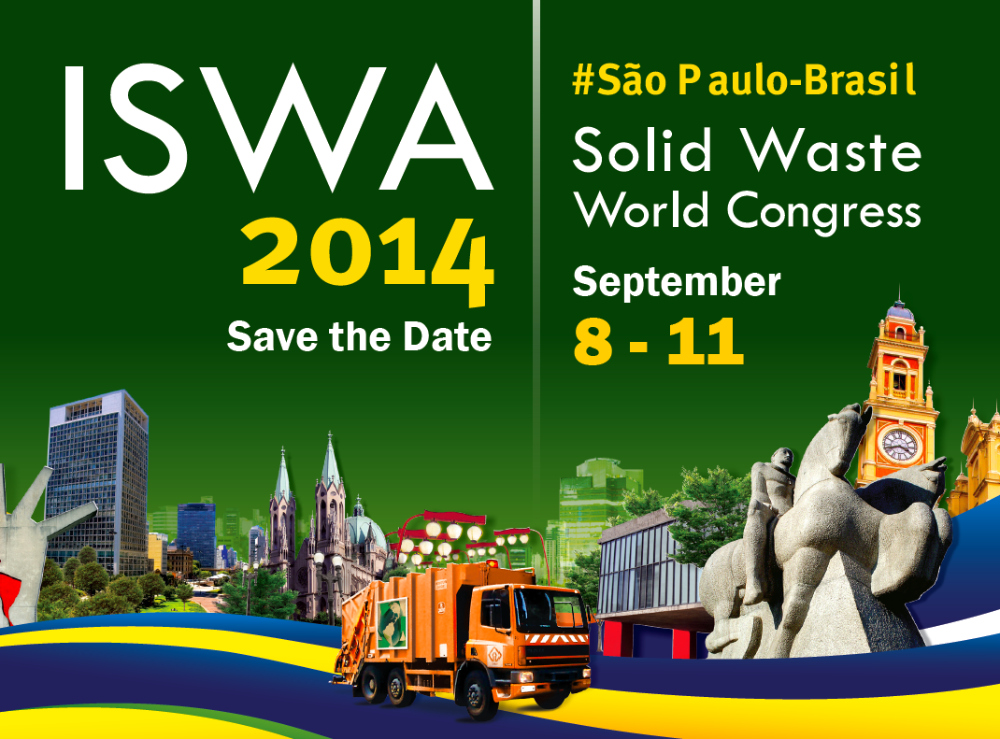 ISWA
2014
Save the Date
#São Paulo-Brasil
Solid Waste
World Congress
September
8 - 11